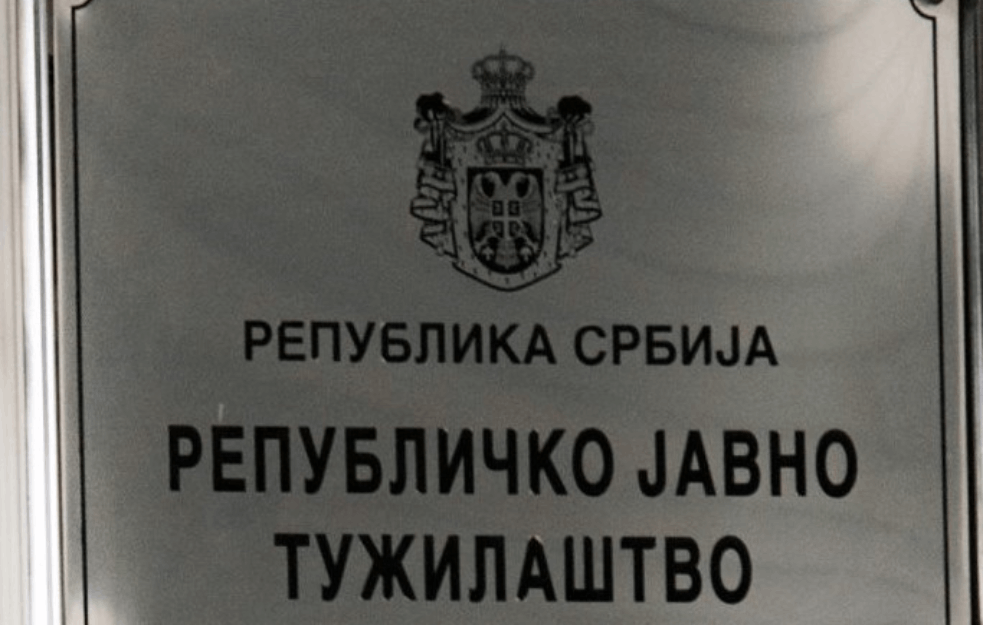 РЕПУБЛИКА СРБИЈА
РЕПУБЛИЧКО ЈАВНО
ТУЖИЛАШТВО